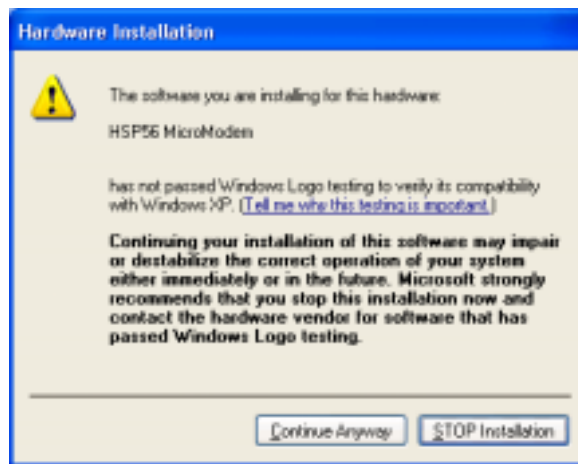 Hardware Installation
The software you are installing for this hardware:
HSP56 MicroModem
has not passed Windows Logo testing to verify its compatibility
with Windows XP. (Tell me why this testing is important.)
Continuing your installation of this software may impair
or destabilize the correct operation of your system
either immediately or in the future. Microsoft strongly
recommends that you stop this installation now and
contact the hardware vendor for software that has
passed Windows Logo testing.
Continue Anyway
STOP Installation